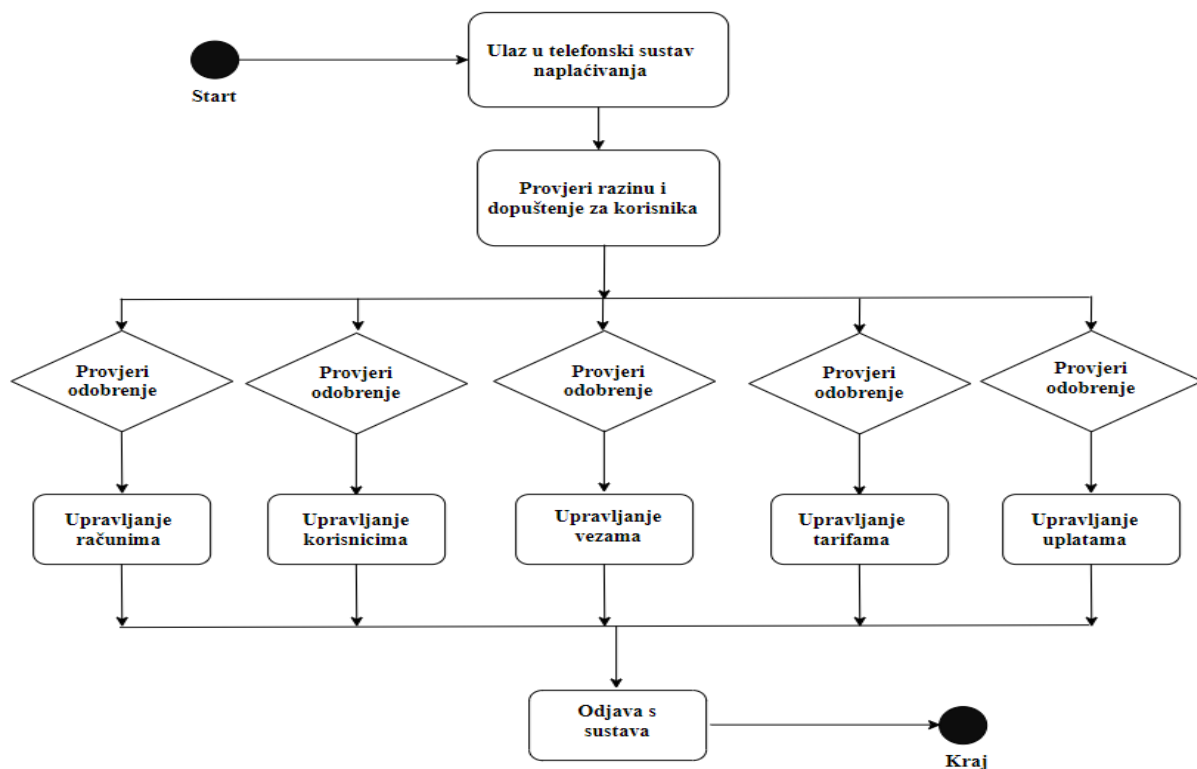 Ulaz u telefonski sustav
naplaćivanja
Start
Provjeri razinu i
dopuštenje za korisnika
Provjeri
odobrenje
Provjeri
odobrenje
Provjeri
odobrenje
Provjeri
odobrenje
Provjeri
odobrenje
Upravljanje
računima
Upravljanje
korisnicima
Upravljanje
vezama
Upravljanje
tarifama
Upravljanje
uplatama
Odjava s
sustava
Kraj